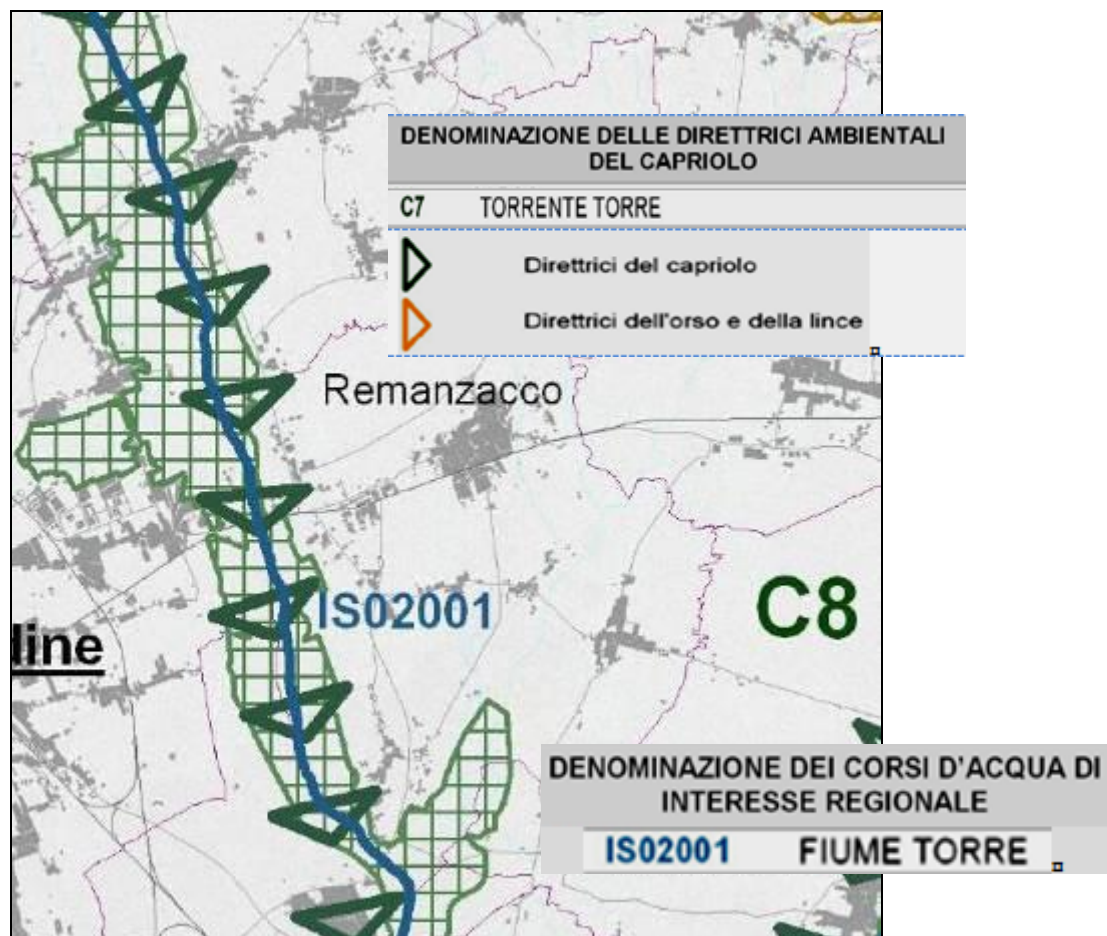 DENOMINAZIONE DELLE DIRETTRICI AMBIENTALI
DEL CAPRIOLO
C7 TORRENTE TORRE
Direttrici del capriolo
Direttrici dell'orso e della lince
Remanzacco
IS02001
C8
dine
DENOMINAZIONE DEI CORSI D'ACQUA DI
INTERESSE REGIONALE
IS02001 FIUME TORRE